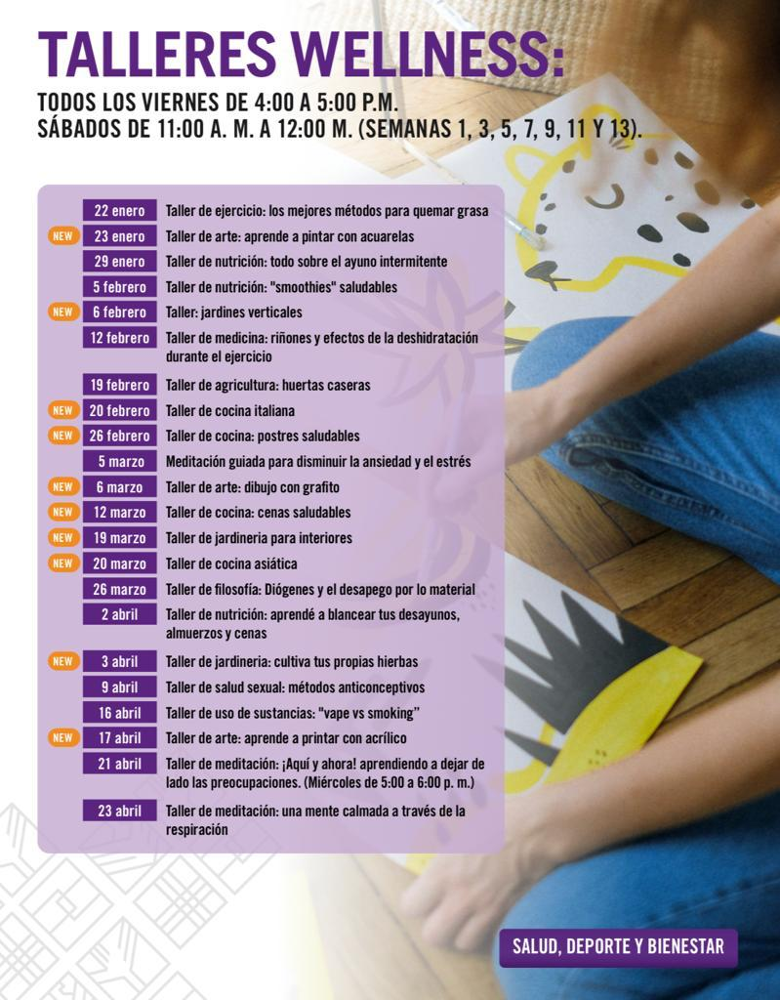 TALLERES WELLNESS:
TODOS LOS VIERNES DE 4:00 A 5:00 P.M.
SÁBADOS DE 11:00 A. M. A 12:00 M. (SEMANAS 1, 3, 5, 7, 9, 11 Y 13).
22 enero Taller de ejercicio: los mejores métodos para quemar grasa
NEW 23 enero Taller de arte: aprende a pintar con acuarelas
29 enero Taller de nutrición: todo sobre el ayuno intermitente
5 febrero Taller de nutrición: "smoothies" saludables
NEW 6 febrero Taller: jardines verticales
12 febrero Taller de medicina: riñones y efectos de la deshidratación
durante el ejercicio
19 febrero Taller de agricultura: huertas caseras
NEW 20 febrero Taller de cocina italiana
NEW 26 febrero Taller de cocina: postres saludables
5 marzo Meditación guiada para disminuir la ansiedad y el estrés
NEW 6 marzo Taller de arte: dibujo con grafito
NEW 12 marzo Taller de cocina: cenas saludables
NEW 19 marzo Taller de jardineria para interiores
NEW 20 marzo Taller de cocina asiática
26 marzo Taller de filosofía: Diógenes y el desapego por lo material
2 abril Taller de nutrición: aprendé a blancear tus desayunos,
almuerzos y cenas
NEW 3 abril Taller de jardineria: cultiva tus propias hierbas
9 abril Taller de salud sexual: métodos anticonceptivos
16 abril Taller de uso de sustancias: "vape vs smoking”
NEW 17 abril Taller de arte: aprende a printar con acrílico
21 abril Taller de meditación: ¡Aquí y ahora! aprendiendo a dejar de
lado las preocupaciones. (Miércoles de 5:00 a 6:00 p. m.)
23 abril Taller de meditación: una mente calmada a través de la
respiración
SALUD, DEPORTE Y BIENESTAR